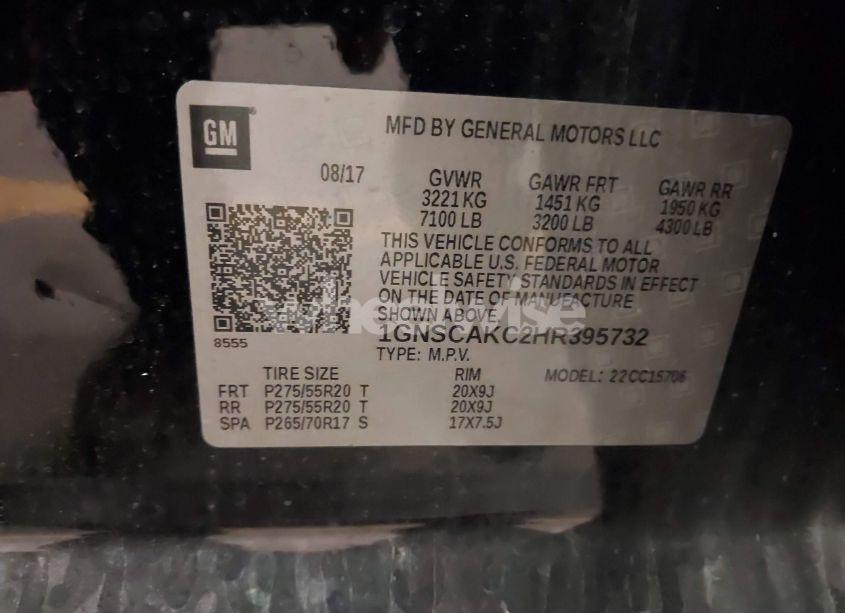 GM
MFD BY GENERAL MOTORS LLC
08/17
GVWR GAWR FRT GAWR RR
3221 KG 1451 KG 1950 KG
7100 LB 3200 LB 4300 LB
THIS VEHICLE CONFORMS TO ALL
APPLICABLE U.S. FEDERAL MOTOR
VEHICLE SAFETY STANDARDS IN EFFECT
ON THE DATE OF MANUFACTURE
SHOWN ABOVE.
8555
1GNSCAKC2HR395732
TYPE: M.P.V.
MODEL: 22CC15706
TIRE SIZE RIM
FRT P275/55R20 T 20X9J
RR P275/55R20 T 20X9J
SPA P265/70R17 S 17X7.5J